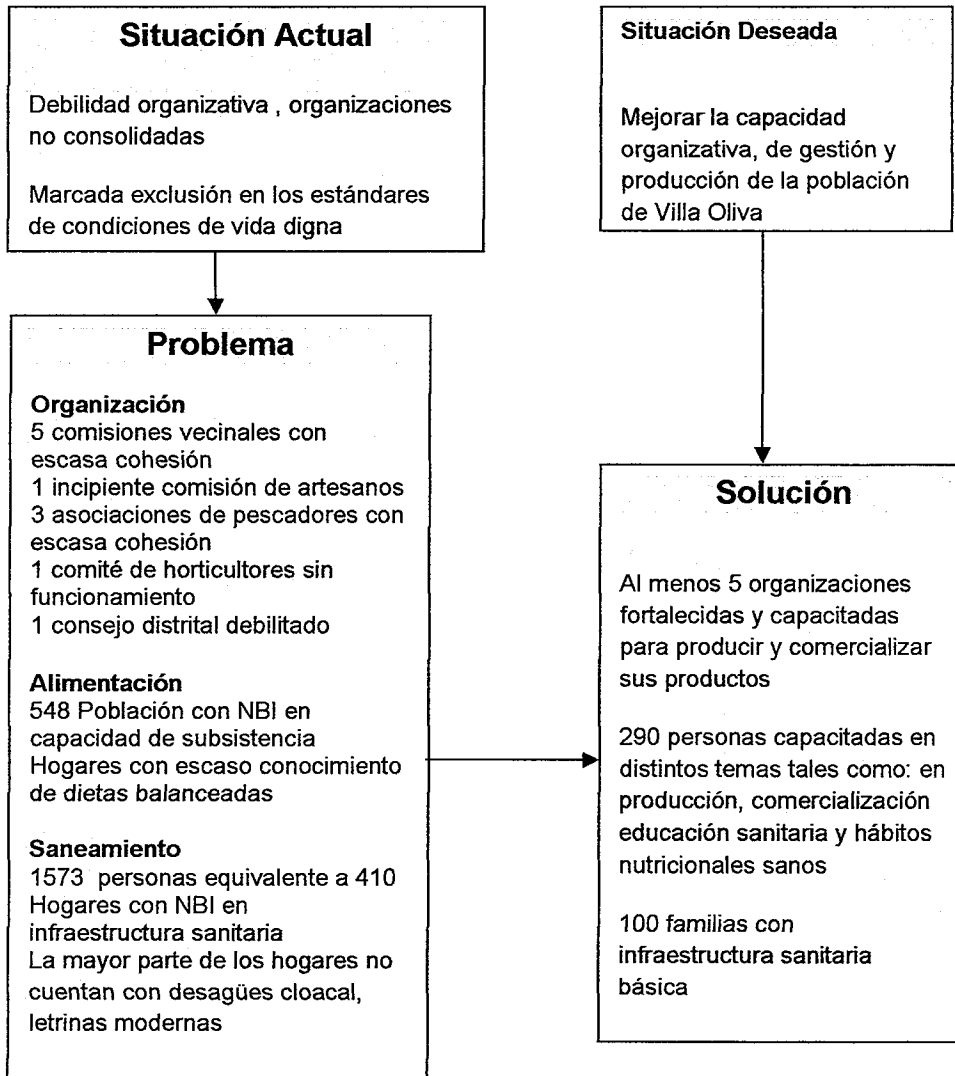 Situación Actual
Debilidad organizativa , organizaciones
no consolidadas
Marcada exclusión en los estándares
de condiciones de vida digna
Situación Deseada
Mejorar la capacidad
organizativa, de gestión y
producción de la población
de Villa Oliva
Problema
Organización
5 comisiones vecinales con
escasa cohesión
1 incipiente comisión de artesanos
3 asociaciones de pescadores con
escasa cohesión
1 comité de horticultores sin
funcionamiento
1 consejo distrital debilitado
Alimentación
548 Población con NBI en
capacidad de subsistencia
Hogares con escaso conocimiento
de dietas balanceadas
Saneamiento
1573 personas equivalente a 410
Hogares con NBI en
infraestructura sanitaria
La mayor parte de los hogares no
cuentan con desagües cloacal,
letrinas modernas
Solución
Al menos 5 organizaciones
fortalecidas y capacitadas
para producir y comercializar
sus productos
290 personas capacitadas en
distintos temas tales como: en
producción, comercialización
educación sanitaria y hábitos
nutricionales sanos
100 familias con
infraestructura sanitaria
básica